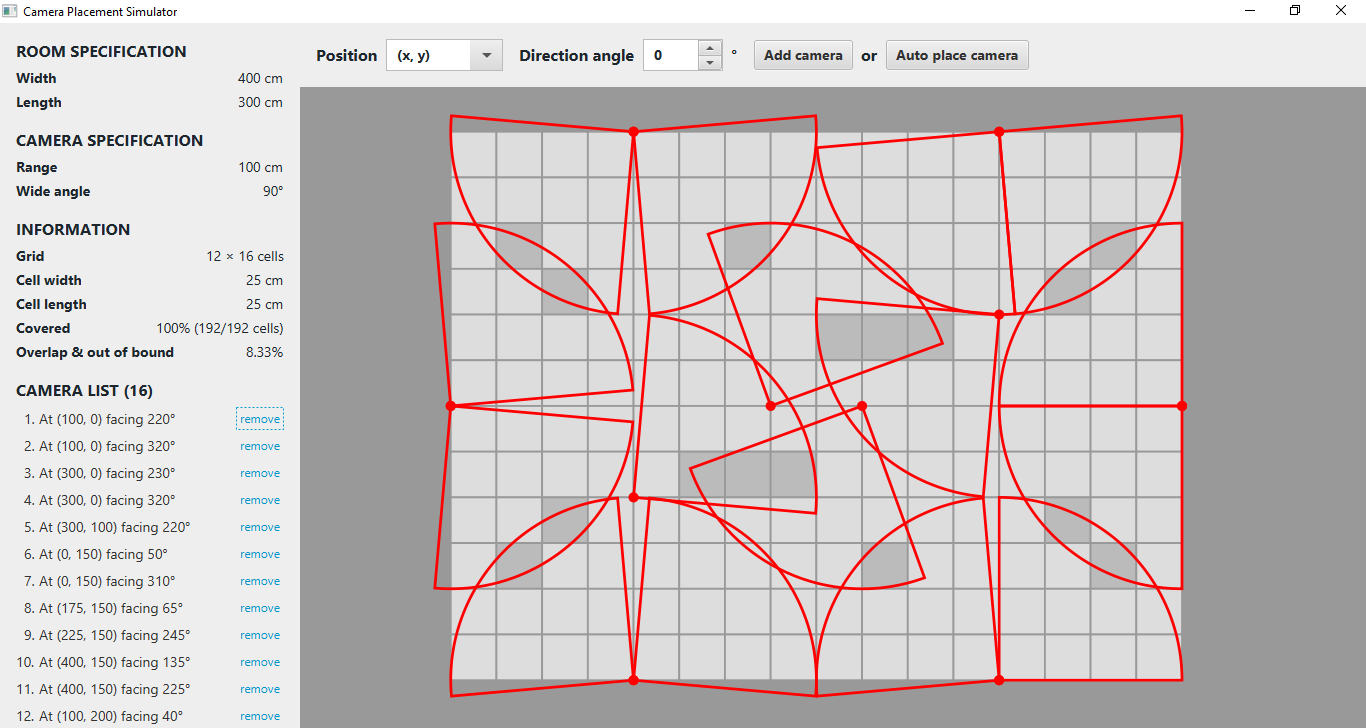 Camera Placement Simulator
Position (x, y) Direction angle 0 ° Add camera or Auto place camera
ROOM SPECIFICATION
Width 400 cm
Length 300 cm
CAMERA SPECIFICATION
Range 100 cm
Wide angle 90°
INFORMATION
Grid 12 × 16 cells
Cell width 25 cm
Cell length 25 cm
Covered 100% (192/192 cells)
Overlap & out of bound 8.33%
CAMERA LIST (16)
1. At (100, 0) facing 220° remove
2. At (100, 0) facing 320° remove
3. At (300, 0) facing 230° remove
4. At (300, 0) facing 320° remove
5. At (300, 100) facing 220° remove
6. At (0, 150) facing 50° remove
7. At (0, 150) facing 310° remove
8. At (175, 150) facing 65° remove
9. At (225, 150) facing 245° remove
10. At (400, 150) facing 135° remove
11. At (400, 150) facing 225° remove
12. At (100, 200) facing 40° remove